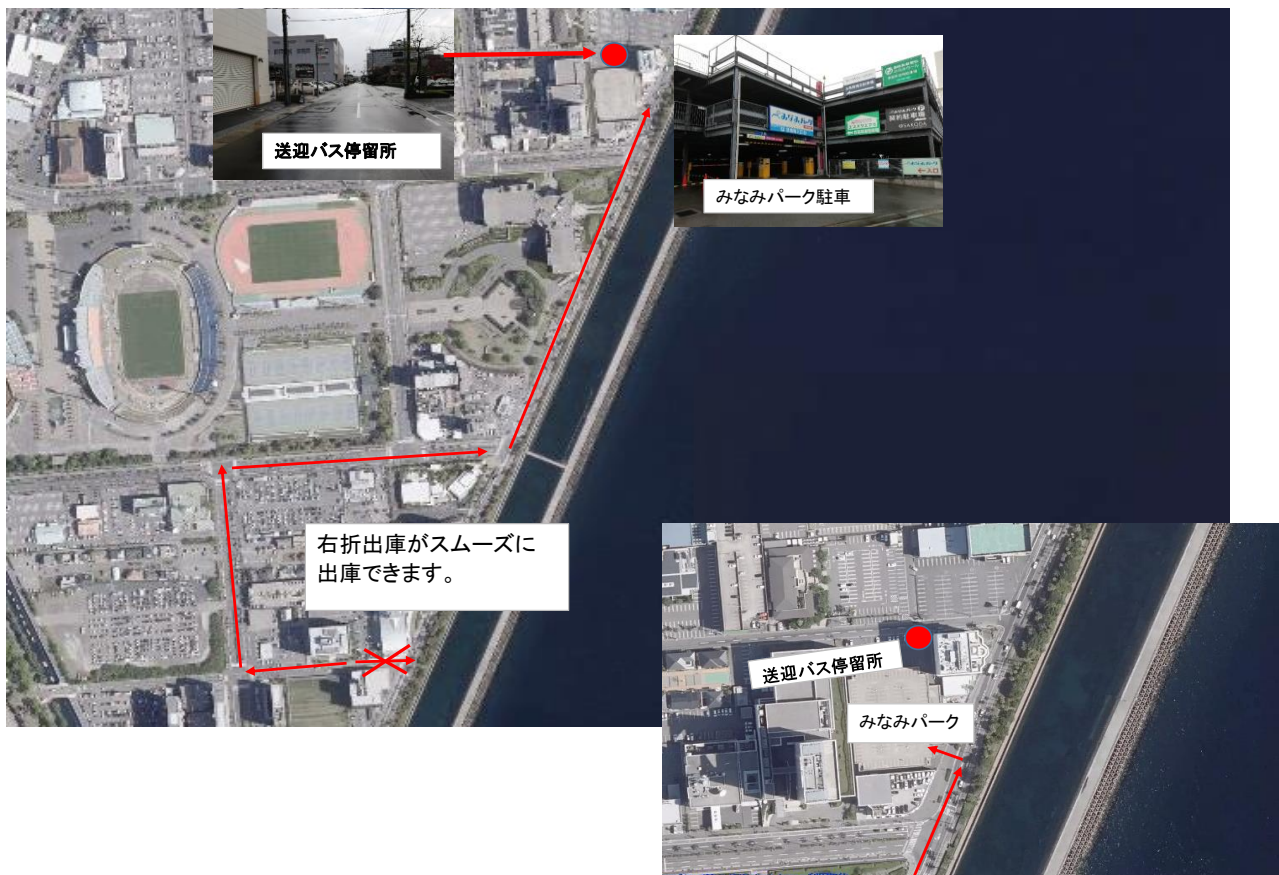 送迎バス停留所
みなみパーク駐車
右折出庫がスムーズに
出庫できます。
送迎バス停留所
みなみパーク